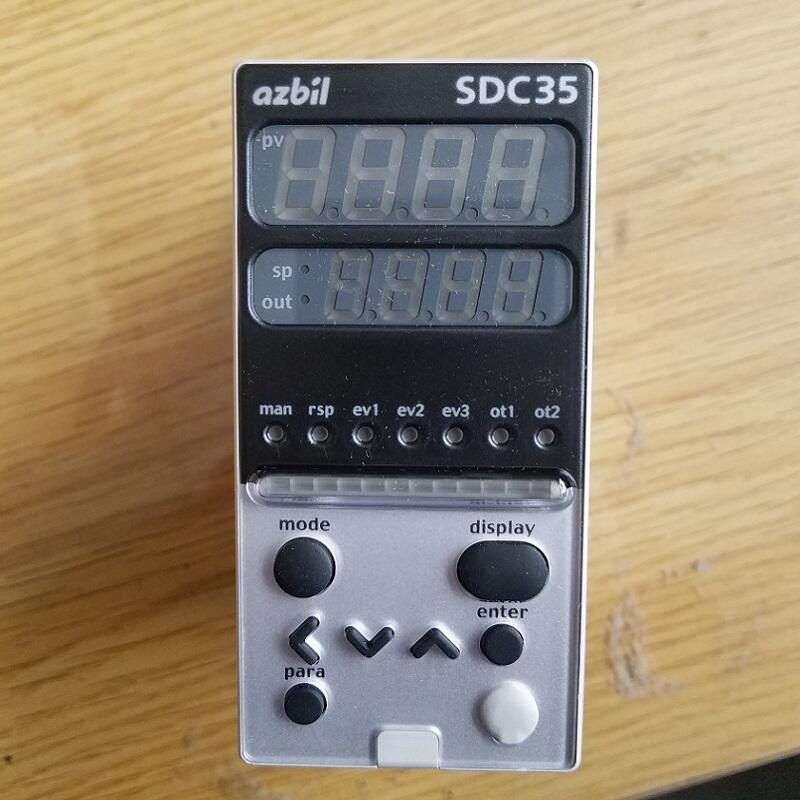 azbil SDC35
pv
sp
out
man rsp ev1 ev2 ev3 ot1 ot2
mode display
enter
para